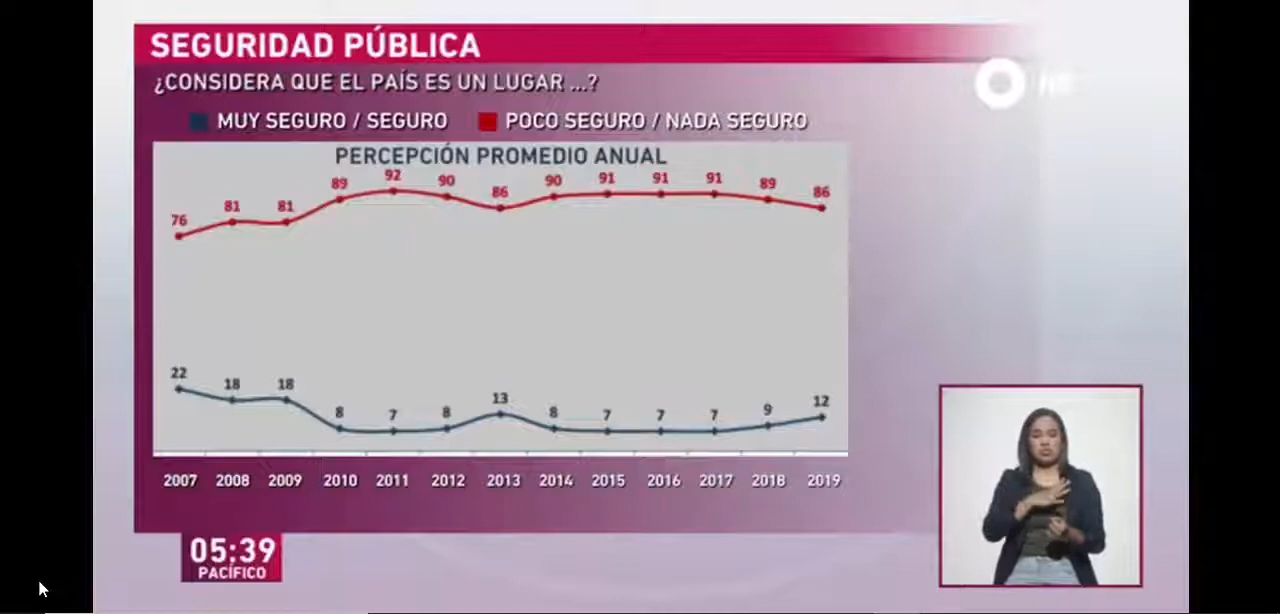 SEGURIDAD PÚBLICA
¿CONSIDERA QUE EL PAÍS ES UN LUGAR ...?
MUY SEGURO / SEGURO POCO SEGURO / NADA SEGURO
PERCEPCIÓN PROMEDIO ANUAL
76 81 81 89 92 90 86 90 91 91 91 89 86
22 18 18 8 7 8 13 8 7 7 7 9 12
2007 2008 2009 2010 2011 2012 2013 2014 2015 2016 2017 2018 2019
05:39
PACÍFICO